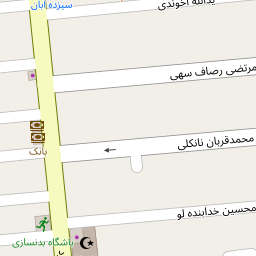 سیزده آبان
یدالله آخوندی
مرتضی رصاف سهی
محمدقربان نانکلی
بانک
محسین خدابنده لو
باشگاه بدنسازی